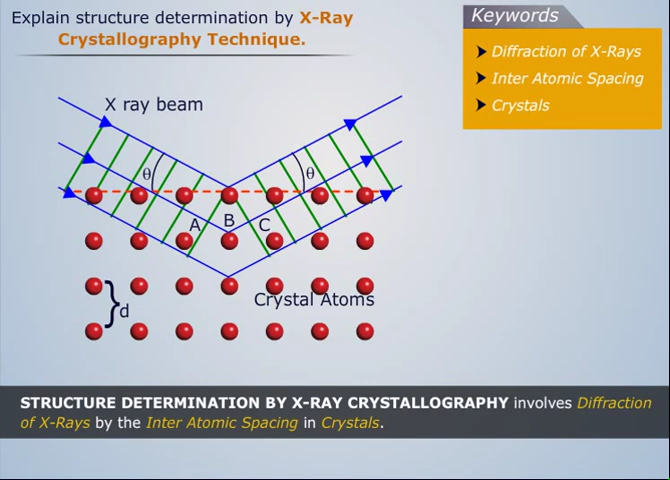 Explain structure determination by X-Ray
Crystallography Technique.
Keywords
Diffraction of X-Rays
Inter Atomic Spacing
Crystals
X ray beam
θ
θ
A
B
C
d
Crystal Atoms
STRUCTURE DETERMINATION BY X-RAY CRYSTALLOGRAPHY involves Diffraction
of X-Rays by the Inter Atomic Spacing in Crystals.